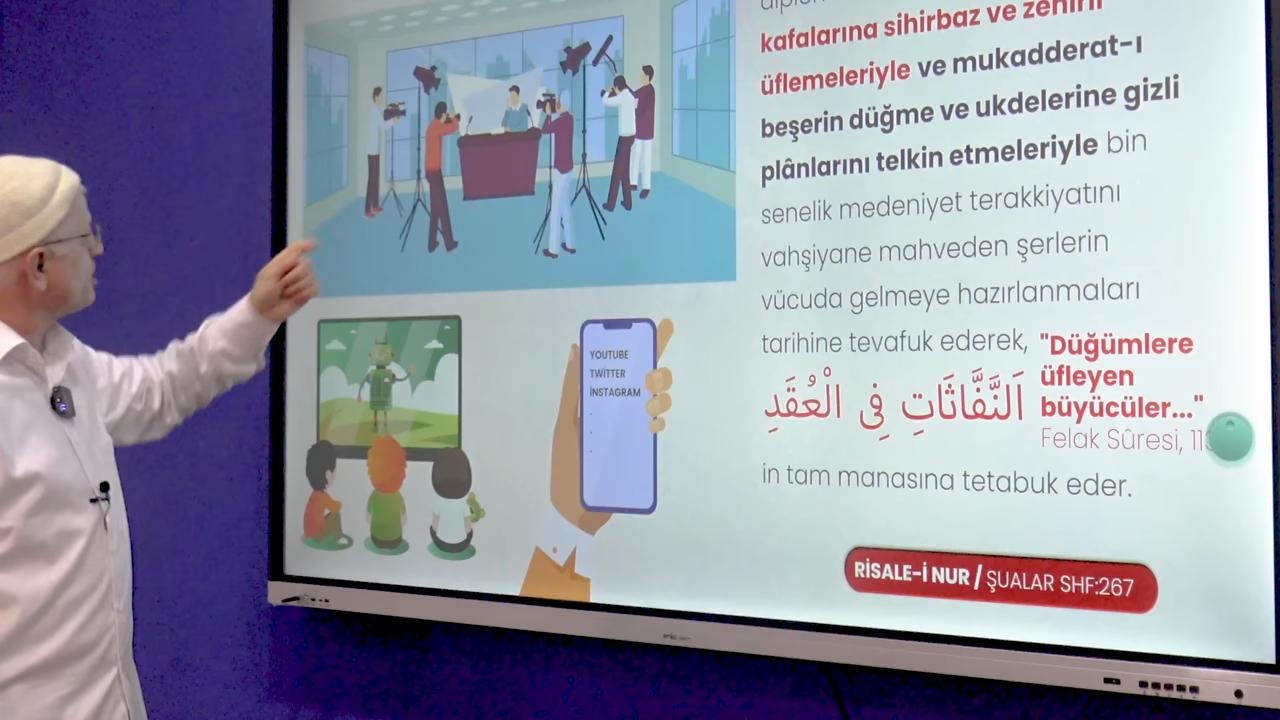 kafalarına sihirbaz ve zehirli
üflemeleriyle ve mukadderat-ı
beşerin düğme ve ukdelerine gizli
plânlarını telkin etmeleriyle bin
senelik medeniyet terakkiyatını
vahşiyane mahveden şerlerin
vücuda gelmeye hazırlanmaları
tarihine tevafuk ederek, "Düğümlere
üfleyen
büyücüler..."
اَلنَّفَّاثَاتِ فِى الْعُقَدِ
Felak Sûresi,
in tam manasına tetabuk eder.
YOUTUBE
TWİTTER
İNSTAGRAM
RİSALE-İ NUR / ŞUALAR SHF:267